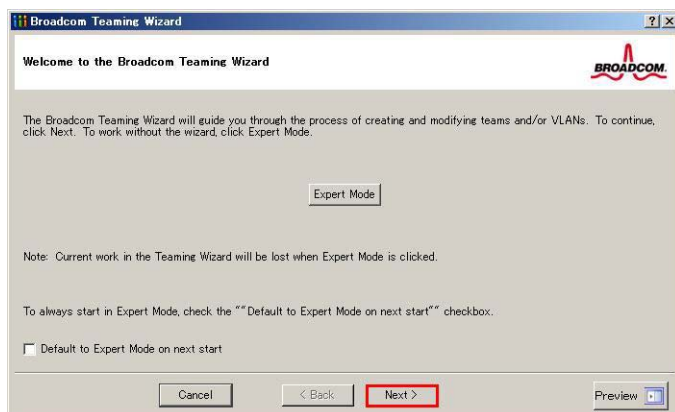 Broadcom Teaming Wizard
Welcome to the Broadcom Teaming Wizard
BROADCOM.
The Broadcom Teaming Wizard will guide you through the process of creating and modifying teams and/or VLANs. To continue,
click Next. To work without the wizard, click Expert Mode.
Expert Mode
Note: Current work in the Teaming Wizard will be lost when Expert Mode is clicked.
To always start in Expert Mode, check the ""Default to Expert Mode on next start"" checkbox.
Default to Expert Mode on next start
Cancel
< Back
Next >
Preview